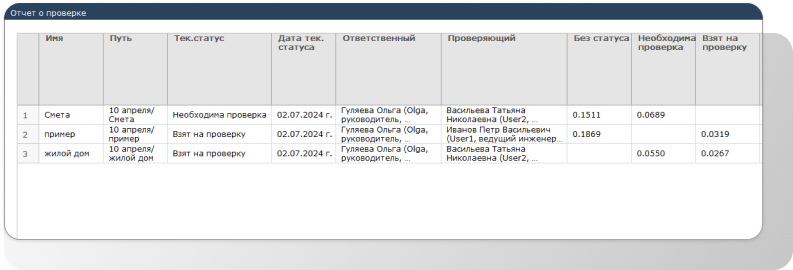 Отчет о проверке
Имя Путь Тек.статус Дата тек. статуса Ответственный Проверяющий Без статуса Необходима проверка Взят на проверку
1 Смета 10 апреля/ Смета Необходима проверка 02.07.2024 г. Гуляева Ольга (Olga, руководитель, ... Васильева Татьяна Николаевна (User2, ... 0.1511 0.0689
2 пример 10 апреля/ пример Взят на проверку 02.07.2024 г. Гуляева Ольга (Olga, руководитель, ... Иванов Петр Васильевич (User1, ведущий инженер... 0.1869 0.0319
3 жилой дом 10 апреля/ жилой дом Взят на проверку 02.07.2024 г. Гуляева Ольга (Olga, руководитель, ... Васильева Татьяна Николаевна (User2, ... 0.0550 0.0267